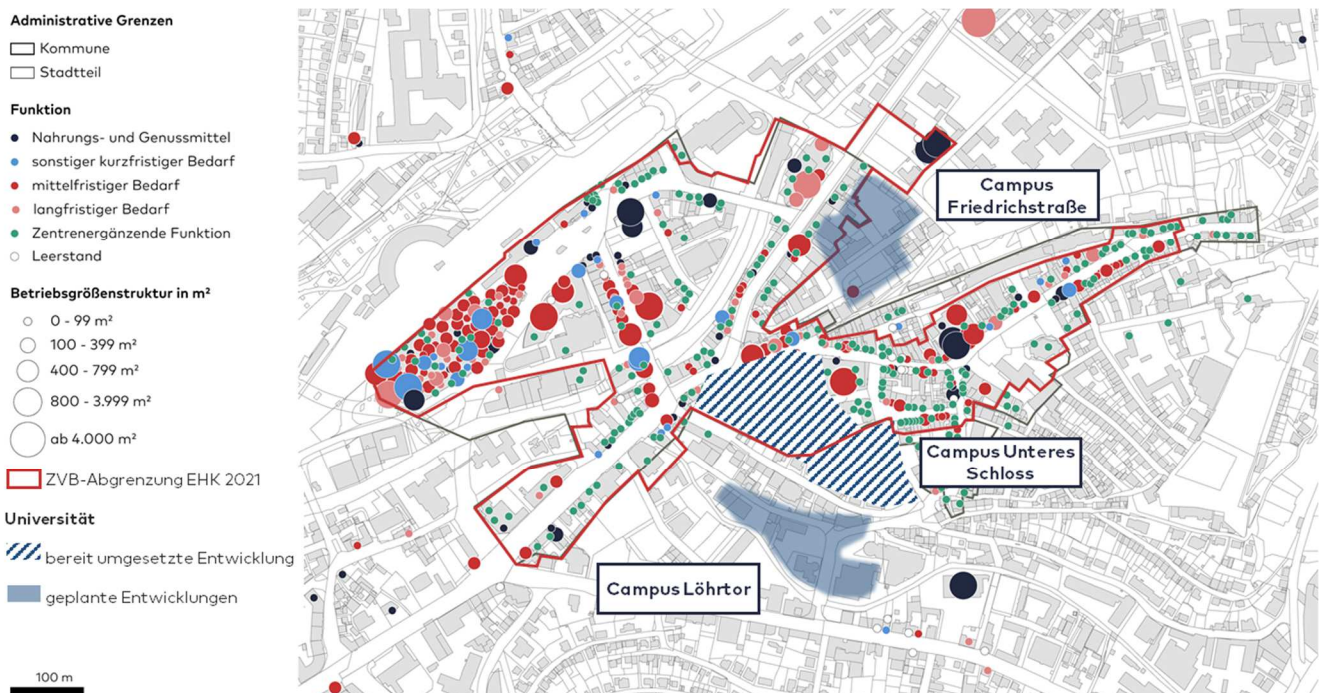 Administrative Grenzen
Kommune
Stadtteil
Funktion
Nahrungs- und Genussmittel
sonstiger kurzfristiger Bedarf
mittelfristiger Bedarf
langfristiger Bedarf
Zentrenergänzende Funktion
Leerstand
Betriebsgrößenstruktur in m²
0 - 99 m²
100 - 399 m²
400 - 799 m²
800 - 3.999 m²
ab 4.000 m²
ZVB-Abgrenzung EHK 2021
Universität
bereit umgesetzte Entwicklung
geplante Entwicklungen
100 m
Campus
Friedrichstraße
Campus Unteres
Schloss
Campus Löhrtor